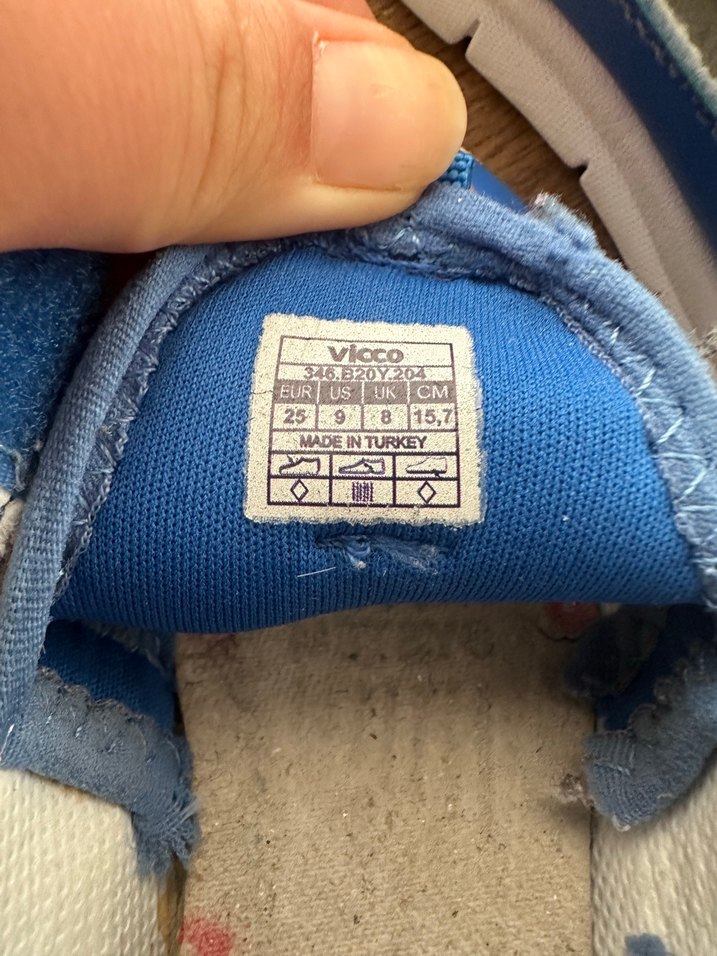 vicco
346.B20Y.204
EUR US UK CM
25 9 8 15,7
MADE IN TURKEY